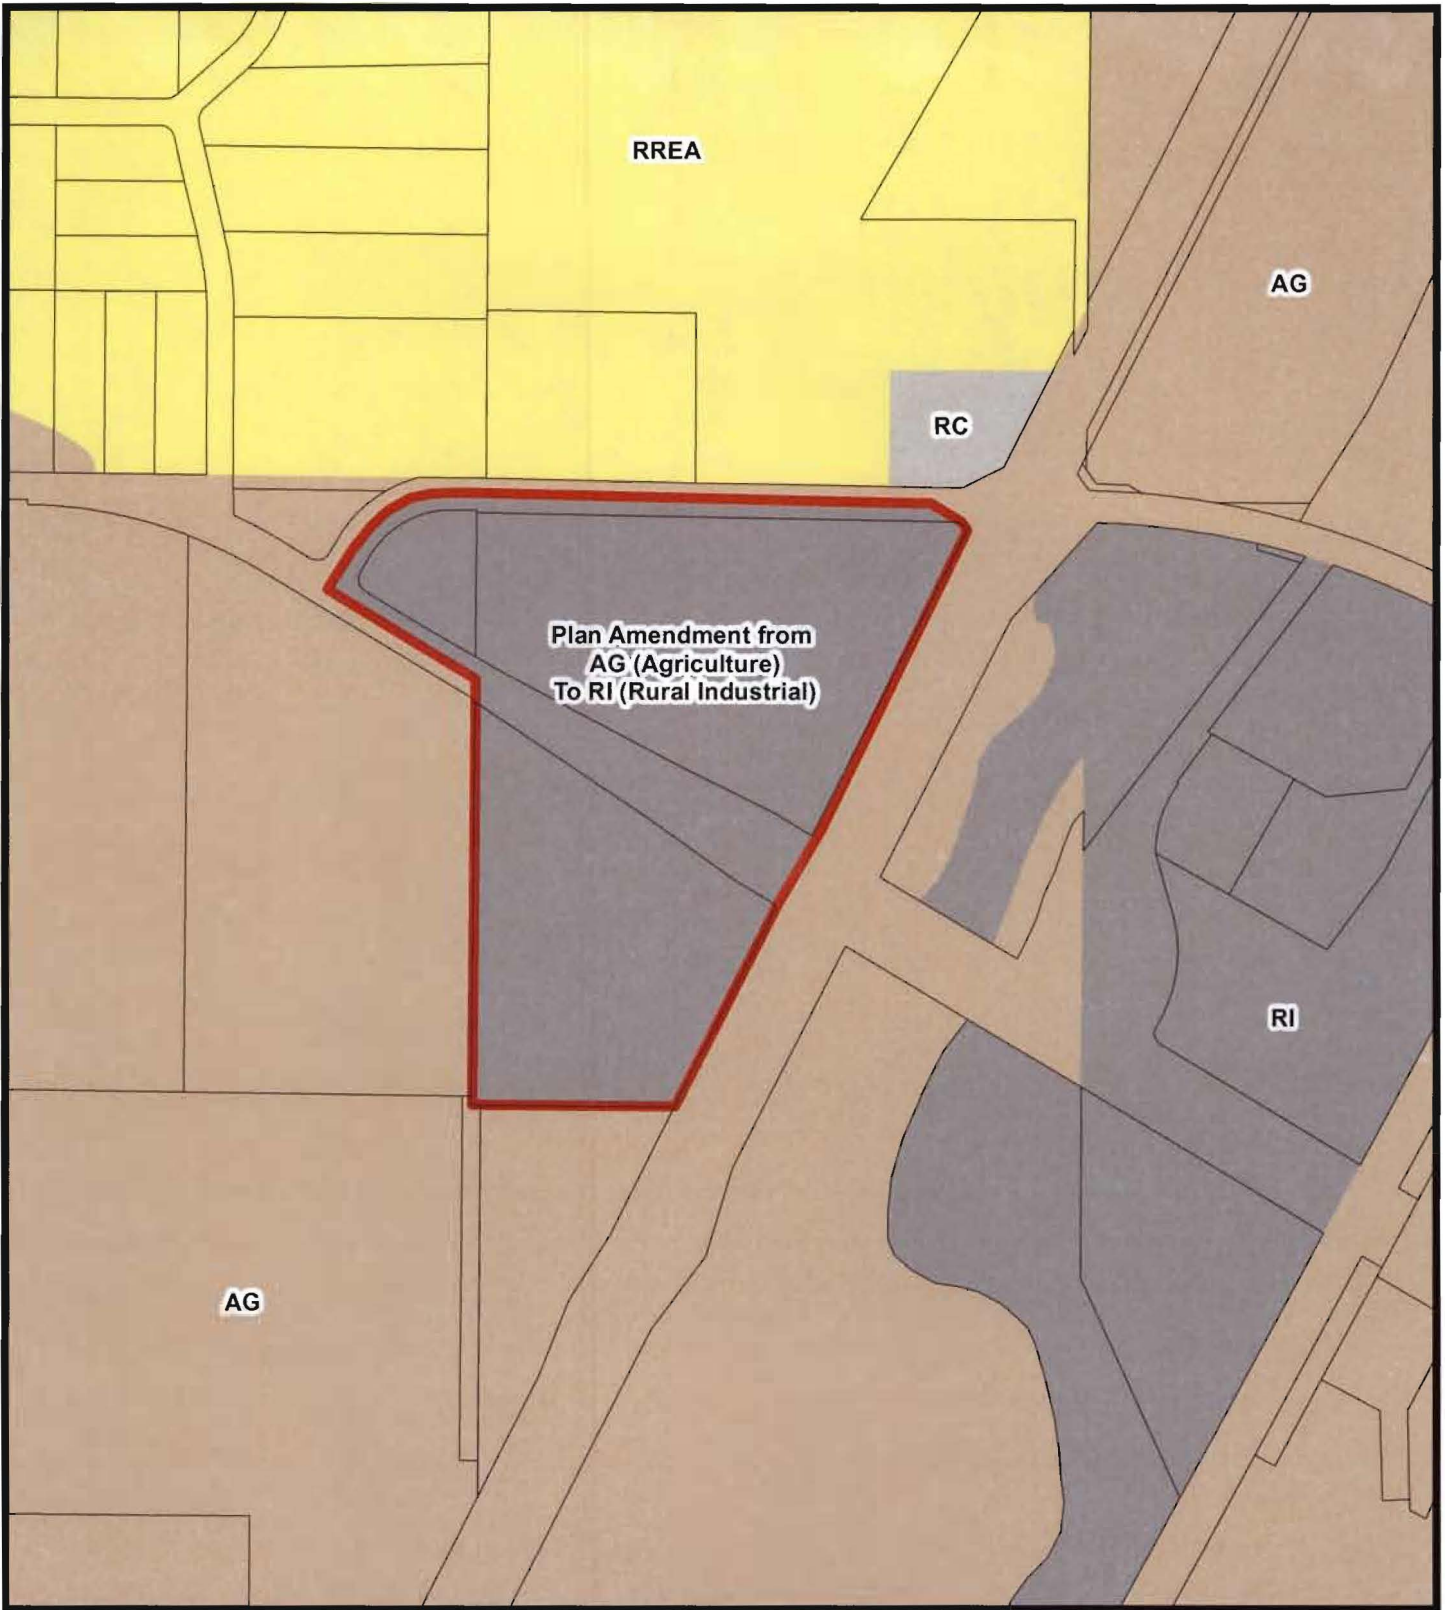 RREA
AG
RC
Plan Amendment from
AG (Agriculture)
To RI (Rural Industrial)
RI
AG